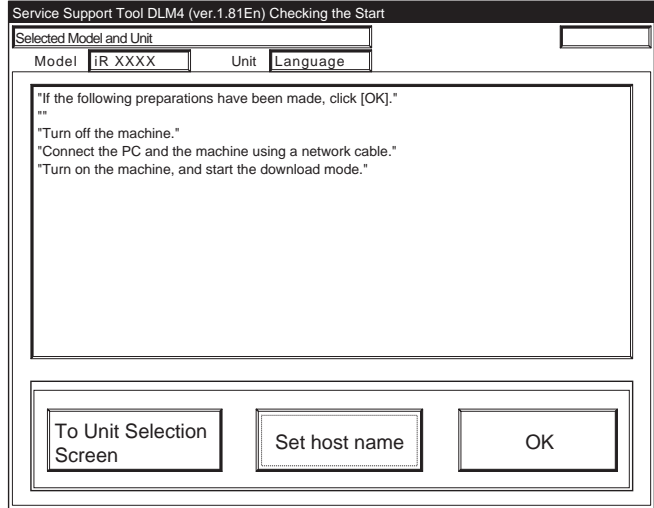 Service Support Tool DLM4 (ver.1.81En) Checking the Start
Selected Model and Unit
Model iR XXXX Unit Language
"If the following preparations have been made, click [OK]."
""
"Turn off the machine."
"Connect the PC and the machine using a network cable."
"Turn on the machine, and start the download mode."
To Unit Selection
Screen
Set host name
OK